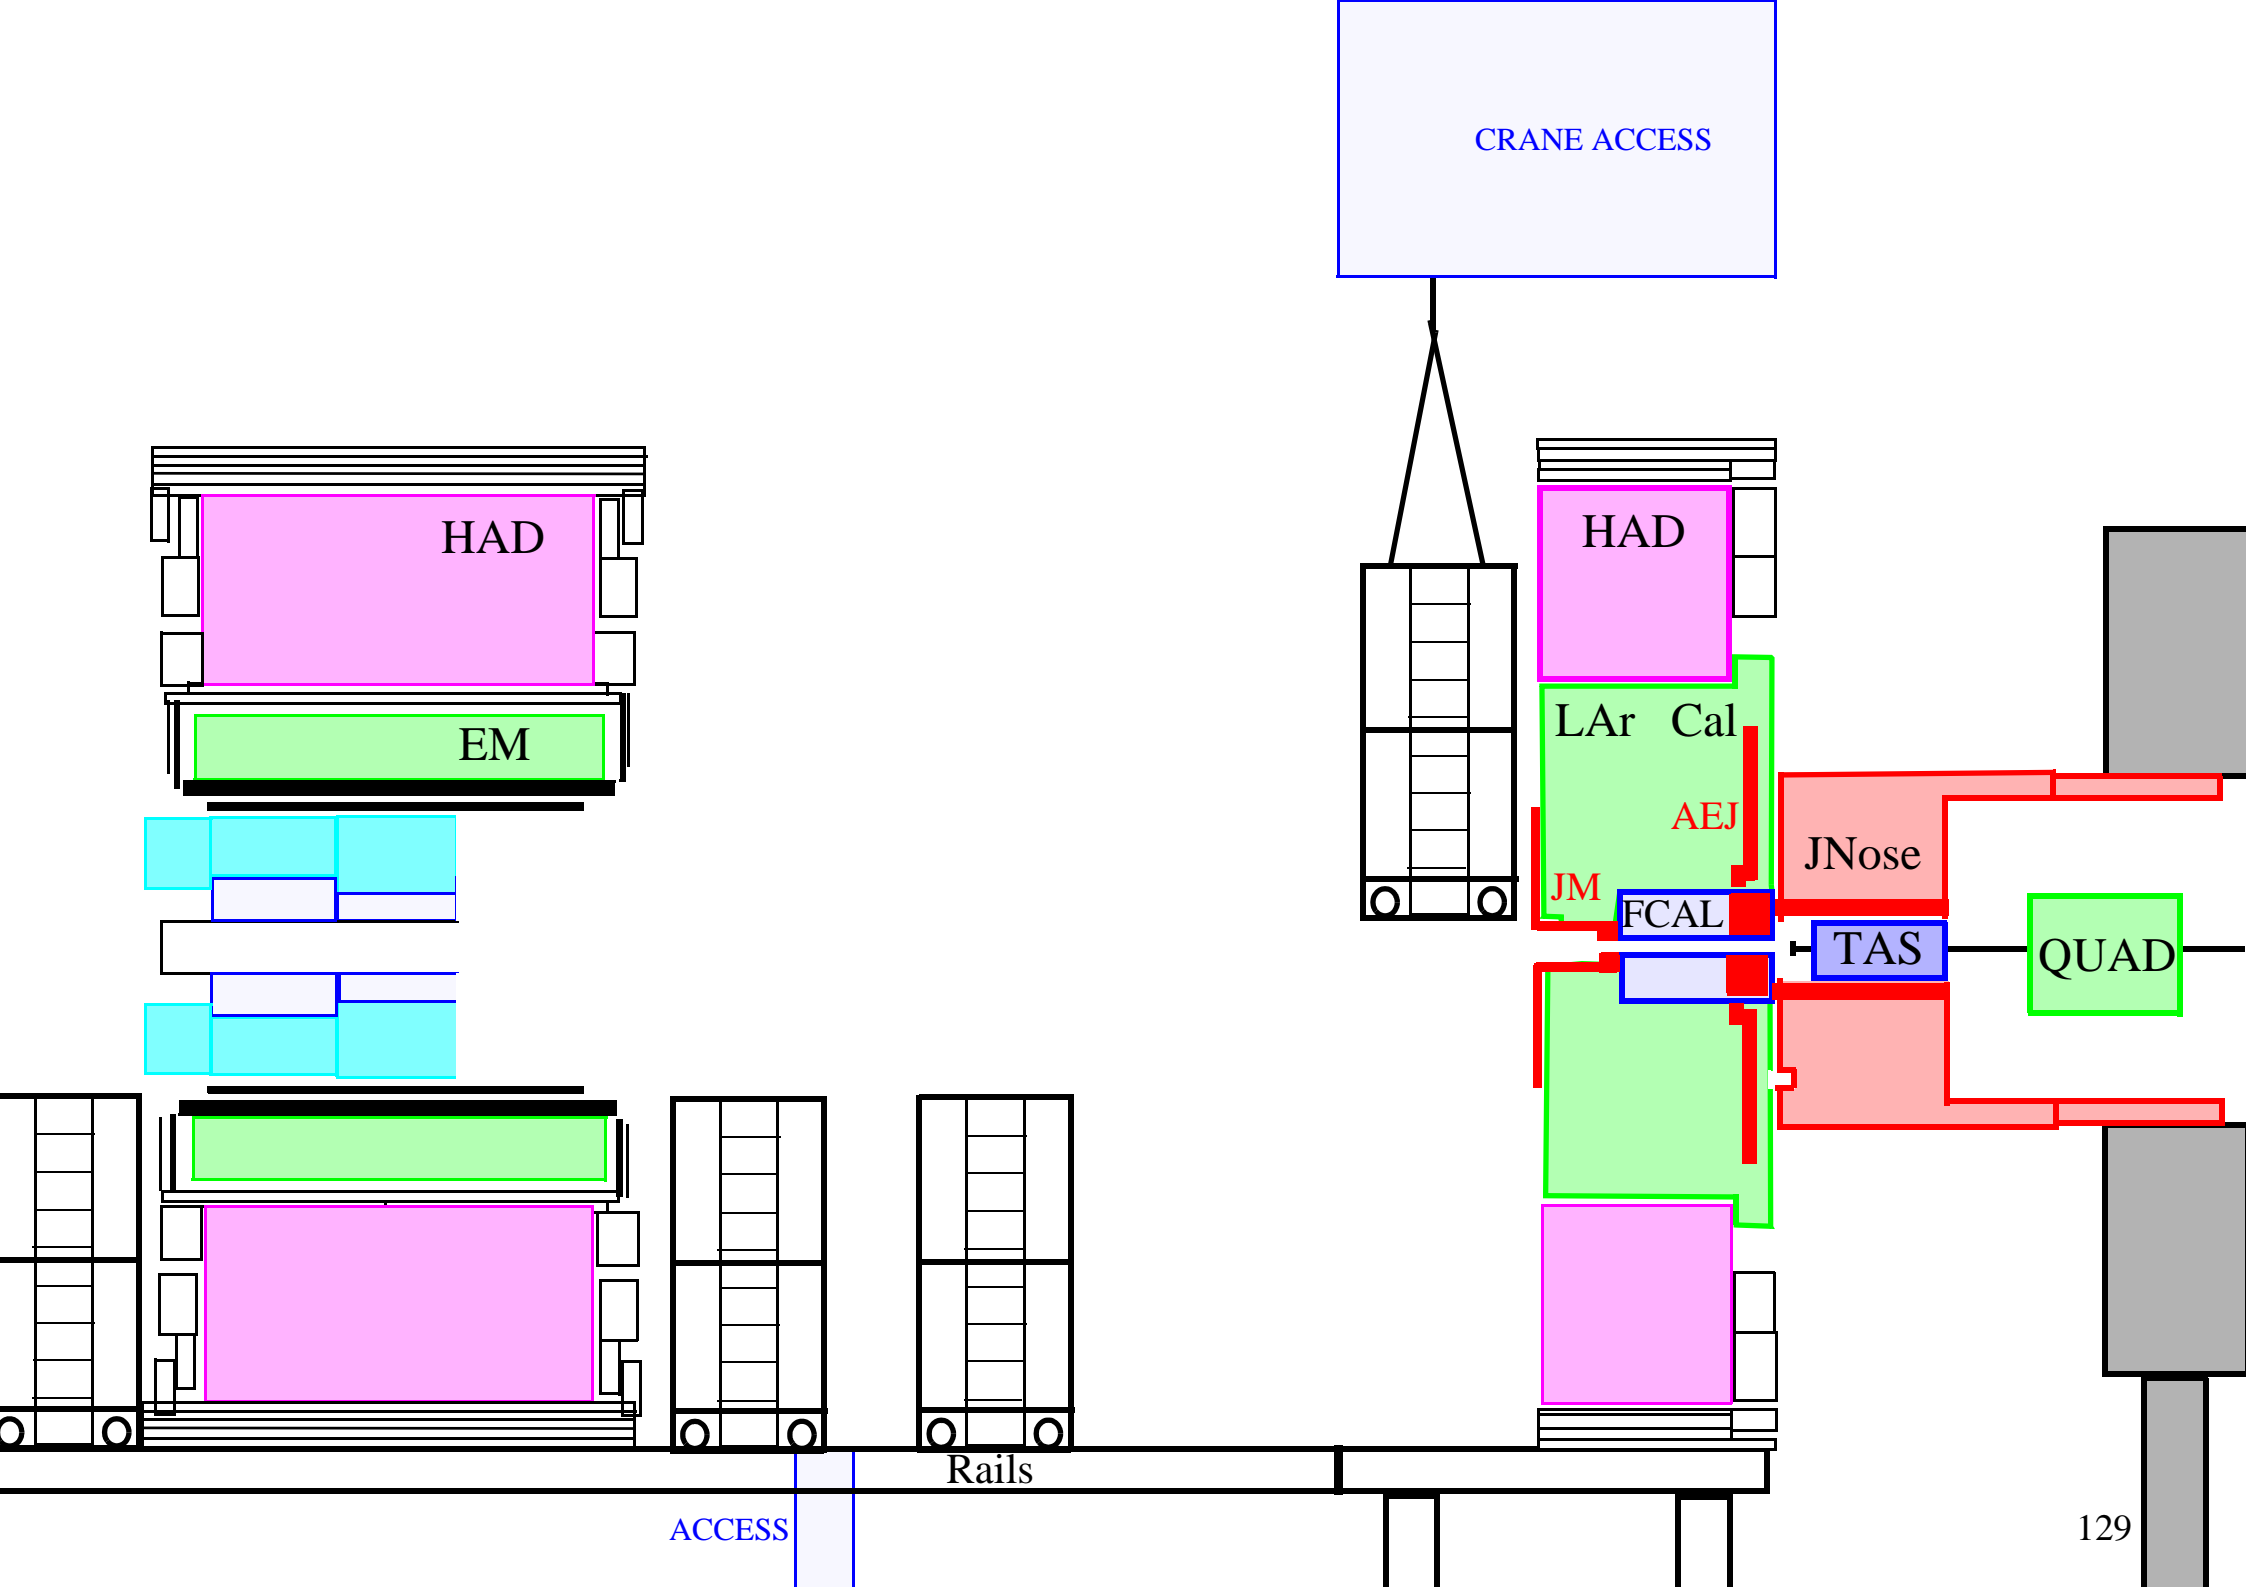 CRANE ACCESS
HAD
HAD
EM
LAr Cal
AEJ
JNose
JM
FCAL
TAS
QUAD
Rails
ACCESS
129